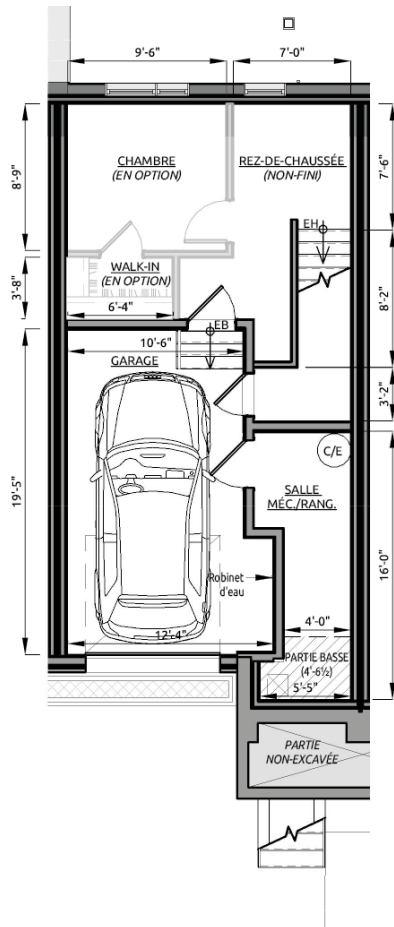 9'-6"
7'-0"
8'-9"
CHAMBRE
(EN OPTION)
REZ-DE-CHAUSSÉE
(NON-FINI)
7'-6"
EH
3'-8"
WALK-IN
(EN OPTION)
6'-4"
8'-2"
EB
10'-6"
GARAGE
3'-2"
19'-5"
C/E
SALLE
MÉC./RANG.
16'-0"
Robinet
d'eau
4'-0"
12'-4"
PARTIE BASSE
(4'-6½)
5'-5"
PARTIE
NON-EXCAVÉE